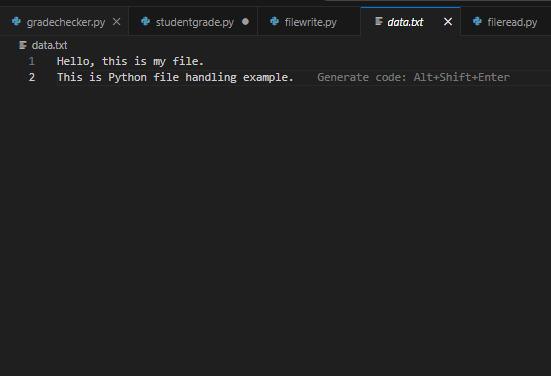 gradechecker.py
studentgrade.py
filewrite.py
data.txt
fileread.py
data.txt
1 Hello, this is my file.
2 This is Python file handling example. Generate code: Alt+Shift+Enter